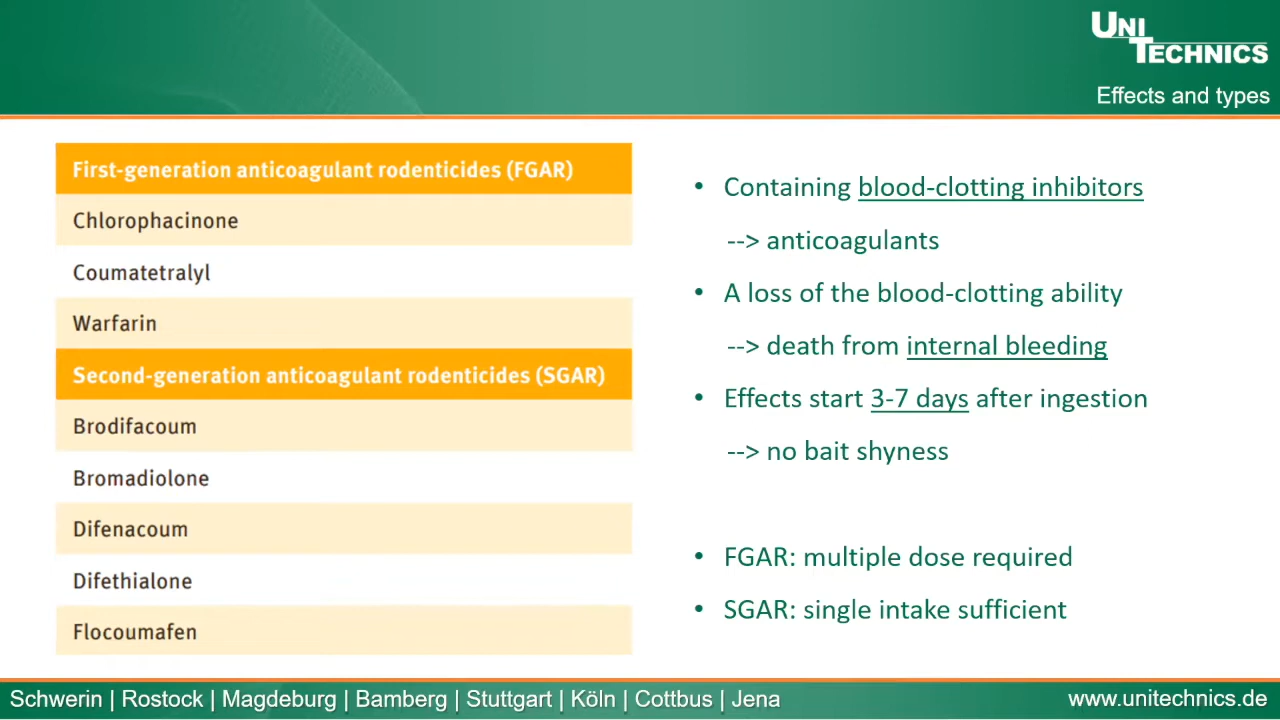 UNI
TECHNICS
Effects and types
First-generation anticoagulant rodenticides (FGAR)
Chlorophacinone
Coumatetralyl
Warfarin
Second-generation anticoagulant rodenticides (SGAR)
Brodifacoum
Bromadiolone
Difenacoum
Difethialone
Flocoumafen
• Containing blood-clotting inhibitors
--> anticoagulants
• A loss of the blood-clotting ability
--> death from internal bleeding
• Effects start 3-7 days after ingestion
--> no bait shyness
• FGAR: multiple dose required
• SGAR: single intake sufficient
Schwerin | Rostock | Magdeburg | Bamberg | Stuttgart | Köln | Cottbus | Jena
www.unitechnics.de